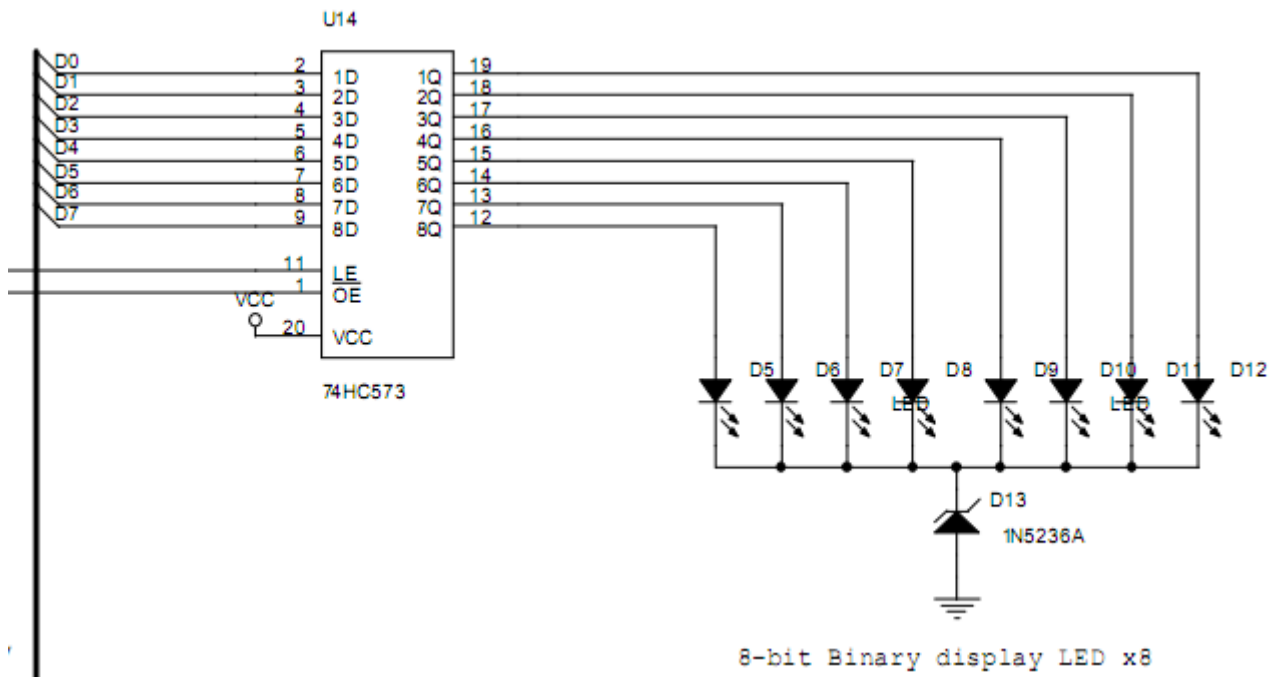 U14
D0
D1
D2
D3
D4
D5
D6
D7
2 1D 1Q 19
3 2D 2Q 18
4 3D 3Q 17
5 4D 4Q 16
6 5D 5Q 15
7 6D 6Q 14
8 7D 7Q 13
9 8D 8Q 12
11 LE
1 OE
VCC
20 VCC
74HC573
D5 D6 D7 D8 D9 D10 D11 D12
LED LED
D13
1N5236A
8-bit Binary display LED x8